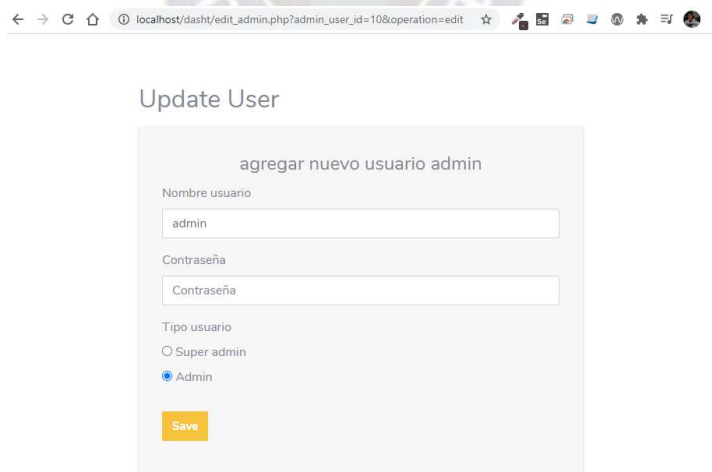 localhost/dasht/edit_admin.php?admin_user_id=10&operation=edit
Update User
agregar nuevo usuario admin
Nombre usuario
admin
Contraseña
Contraseña
Tipo usuario
Super admin
Admin
Save